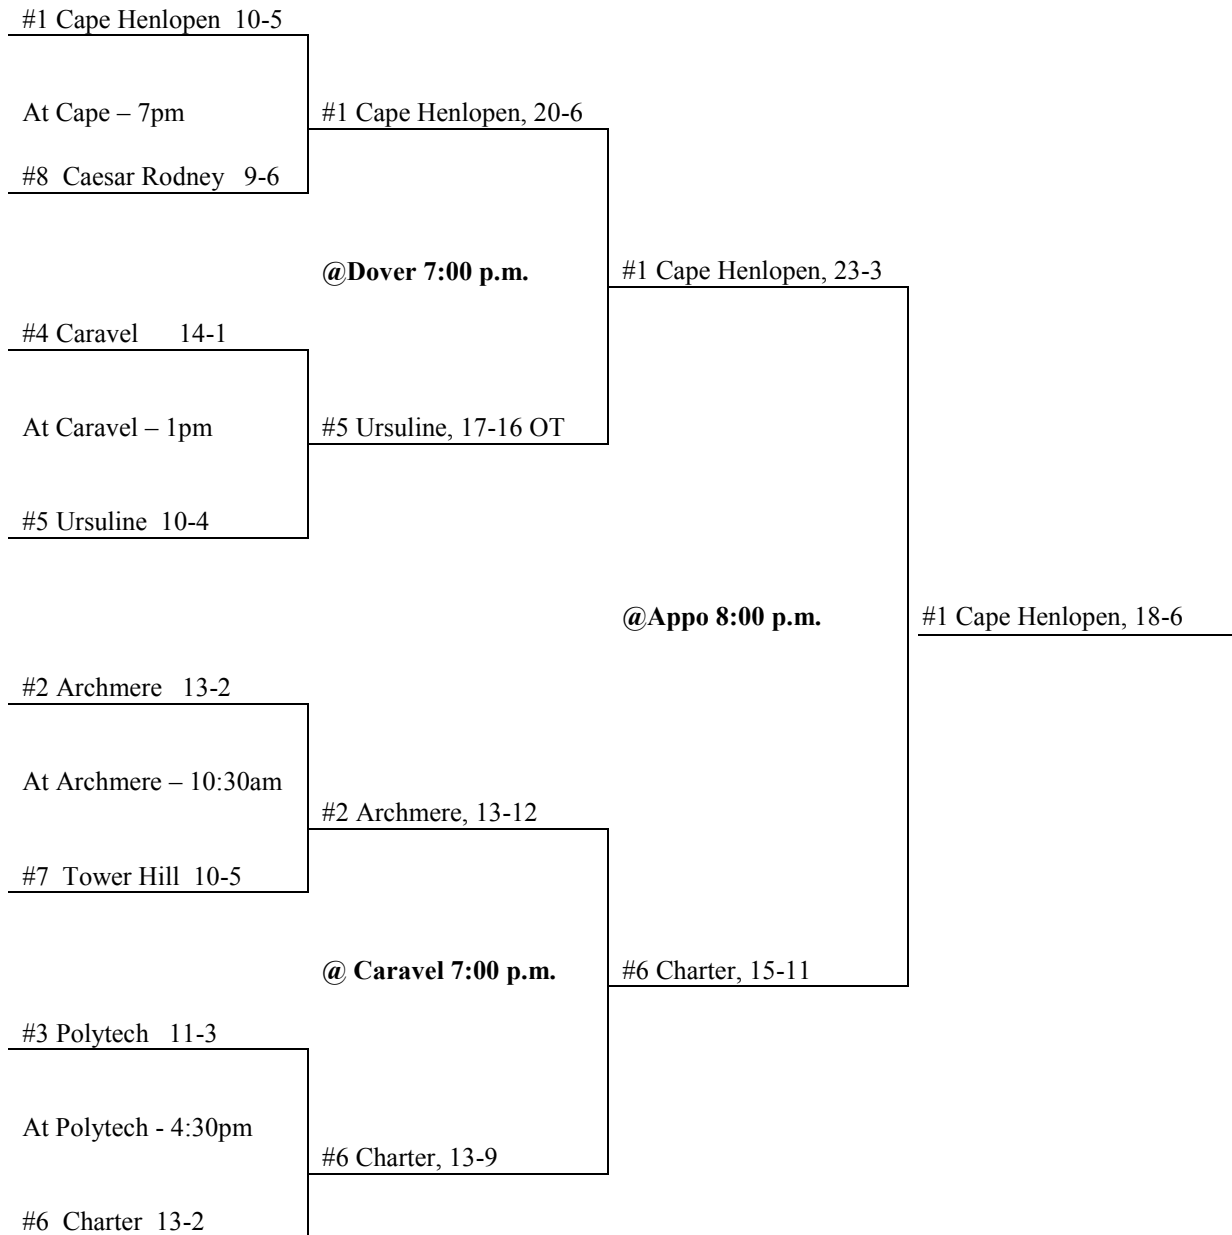 #1 Cape Henlopen 10-5
At Cape – 7pm
#1 Cape Henlopen, 20-6
#8 Caesar Rodney 9-6
@Dover 7:00 p.m.
#1 Cape Henlopen, 23-3
#4 Caravel 14-1
At Caravel – 1pm
#5 Ursuline, 17-16 OT
#5 Ursuline 10-4
@Appo 8:00 p.m.
#1 Cape Henlopen, 18-6
#2 Archmere 13-2
At Archmere – 10:30am
#2 Archmere, 13-12
#7 Tower Hill 10-5
@ Caravel 7:00 p.m.
#6 Charter, 15-11
#3 Polytech 11-3
At Polytech - 4:30pm
#6 Charter, 13-9
#6 Charter 13-2